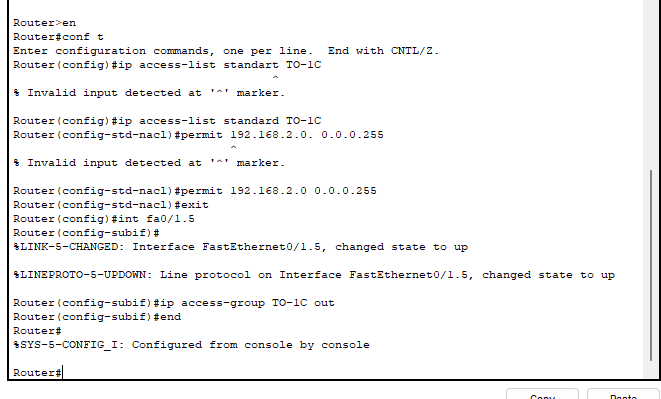 Router>en
Router#conf t
Enter configuration commands, one per line.  End with CNTL/Z.
Router(config)#ip access-list standart TO-1C
^
% Invalid input detected at '^' marker.
Router(config)#ip access-list standard TO-1C
Router(config-std-nacl)#permit 192.168.2.0. 0.0.0.255
^
% Invalid input detected at '^' marker.
Router(config-std-nacl)#permit 192.168.2.0 0.0.0.255
Router(config-std-nacl)#exit
Router(config)#int fa0/1.5
Router(config-subif)#
%LINK-5-CHANGED: Interface FastEthernet0/1.5, changed state to up
%LINEPROTO-5-UPDOWN: Line protocol on Interface FastEthernet0/1.5, changed state to up
Router(config-subif)#ip access-group TO-1C out
Router(config-subif)#end
Router#
%SYS-5-CONFIG_I: Configured from console by console
Router#
Copy Paste